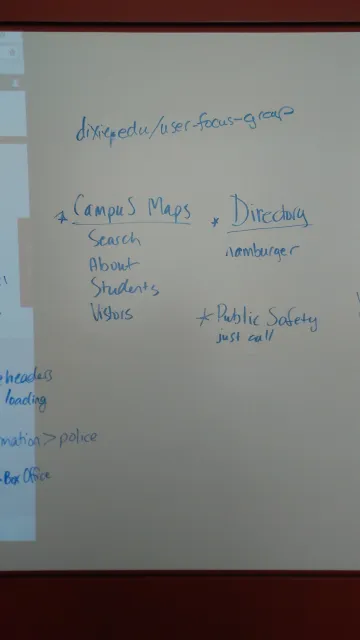 dixie.edu/user-focus-group
* Campus Maps
Search
About
Students
Vistors
* Directory
Hamburger
* Public Safety
just call
headers
loading
mation > police
Box Office